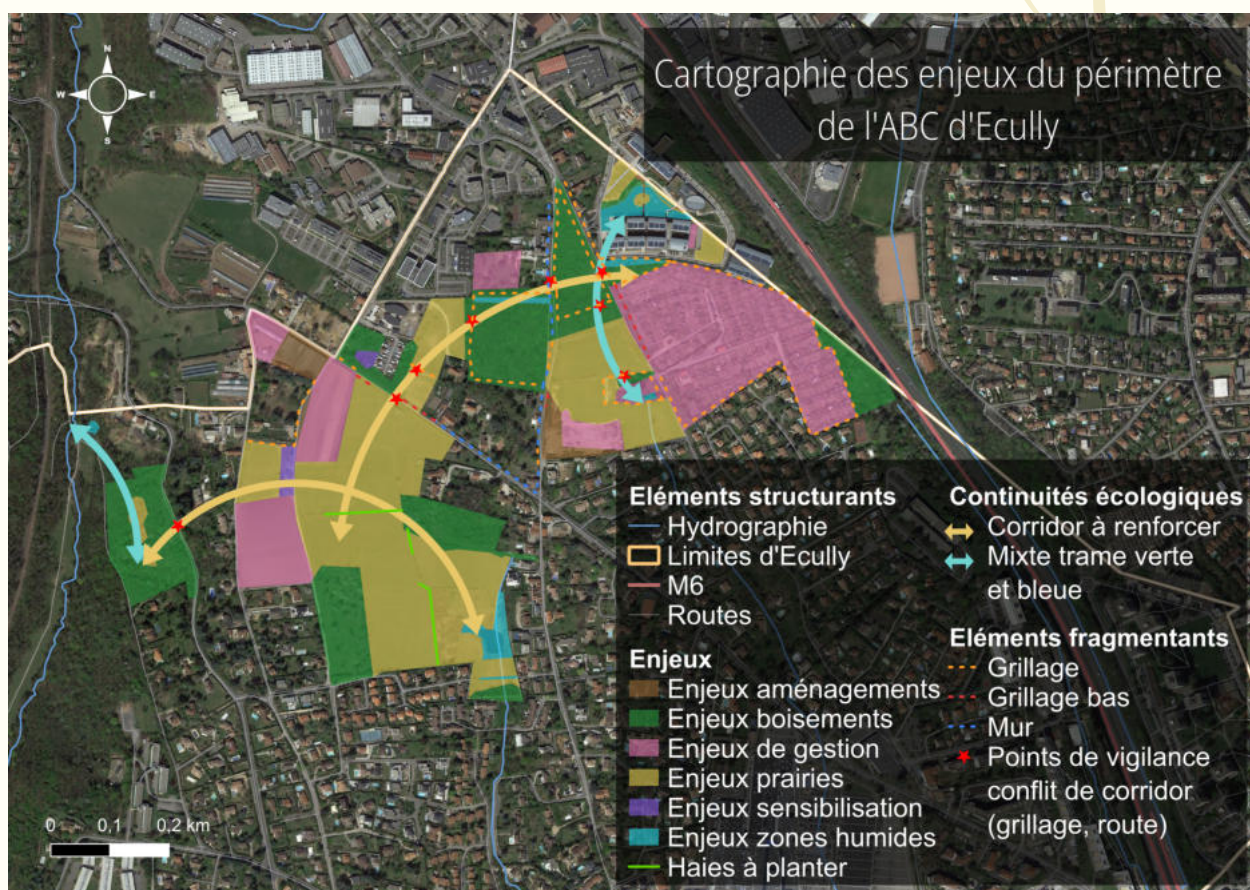 Cartographie des enjeux du périmètre
de l'ABC d'Ecully
N
W
E
S
Eléments structurants
Hydrographie
Limites d'Ecully
M6
Routes
Enjeux
Enjeux aménagements
Enjeux boisements
Enjeux de gestion
Enjeux prairies
Enjeux sensibilisation
Enjeux zones humides
Haies à planter
Continuités écologiques
Corridor à renforcer
Mixte trame verte
et bleue
Eléments fragmentants
Grillage
Grillage bas
Mur
Points de vigilance
conflit de corridor
(grillage, route)
0 0,1 0,2 km